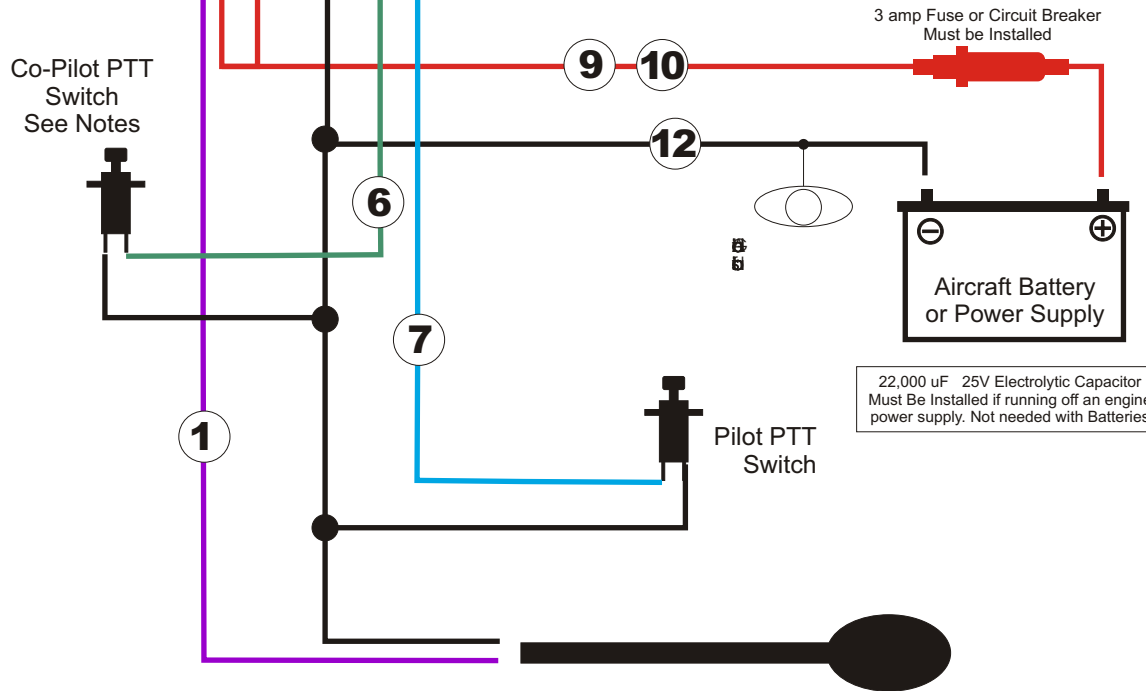 3 amp Fuse or Circuit Breaker
Must be Installed
9
10
Co-Pilot PTT
Switch
See Notes
12
6
Aircraft Battery
or Power Supply
7
22,000 uF 25V Electrolytic Capacitor
Must Be Installed if running off an engine
power supply. Not needed with Batteries
1
Pilot PTT
Switch